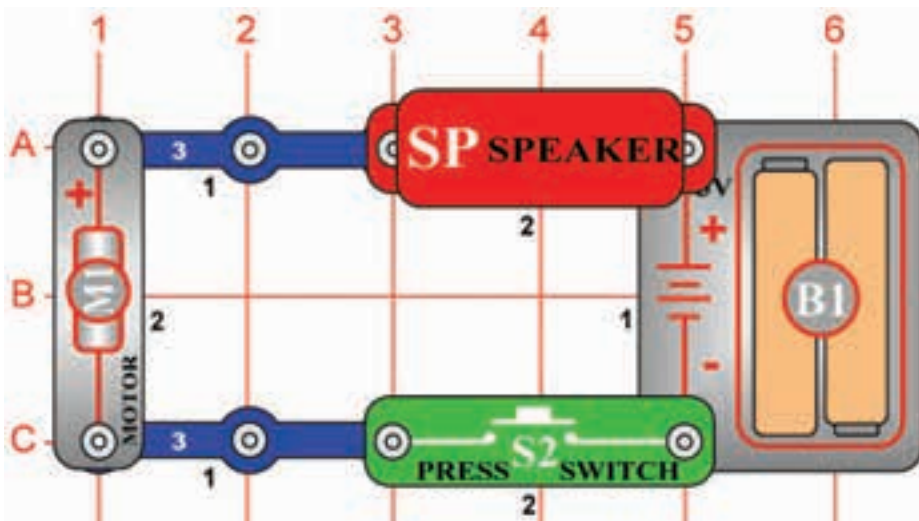 1 2 3 4 5 6
A 3 SP SPEAKER
1 2
+ V +
B M1 2 1 B1
MOTOR -
C 3 S2
PRESS SWITCH
1 2